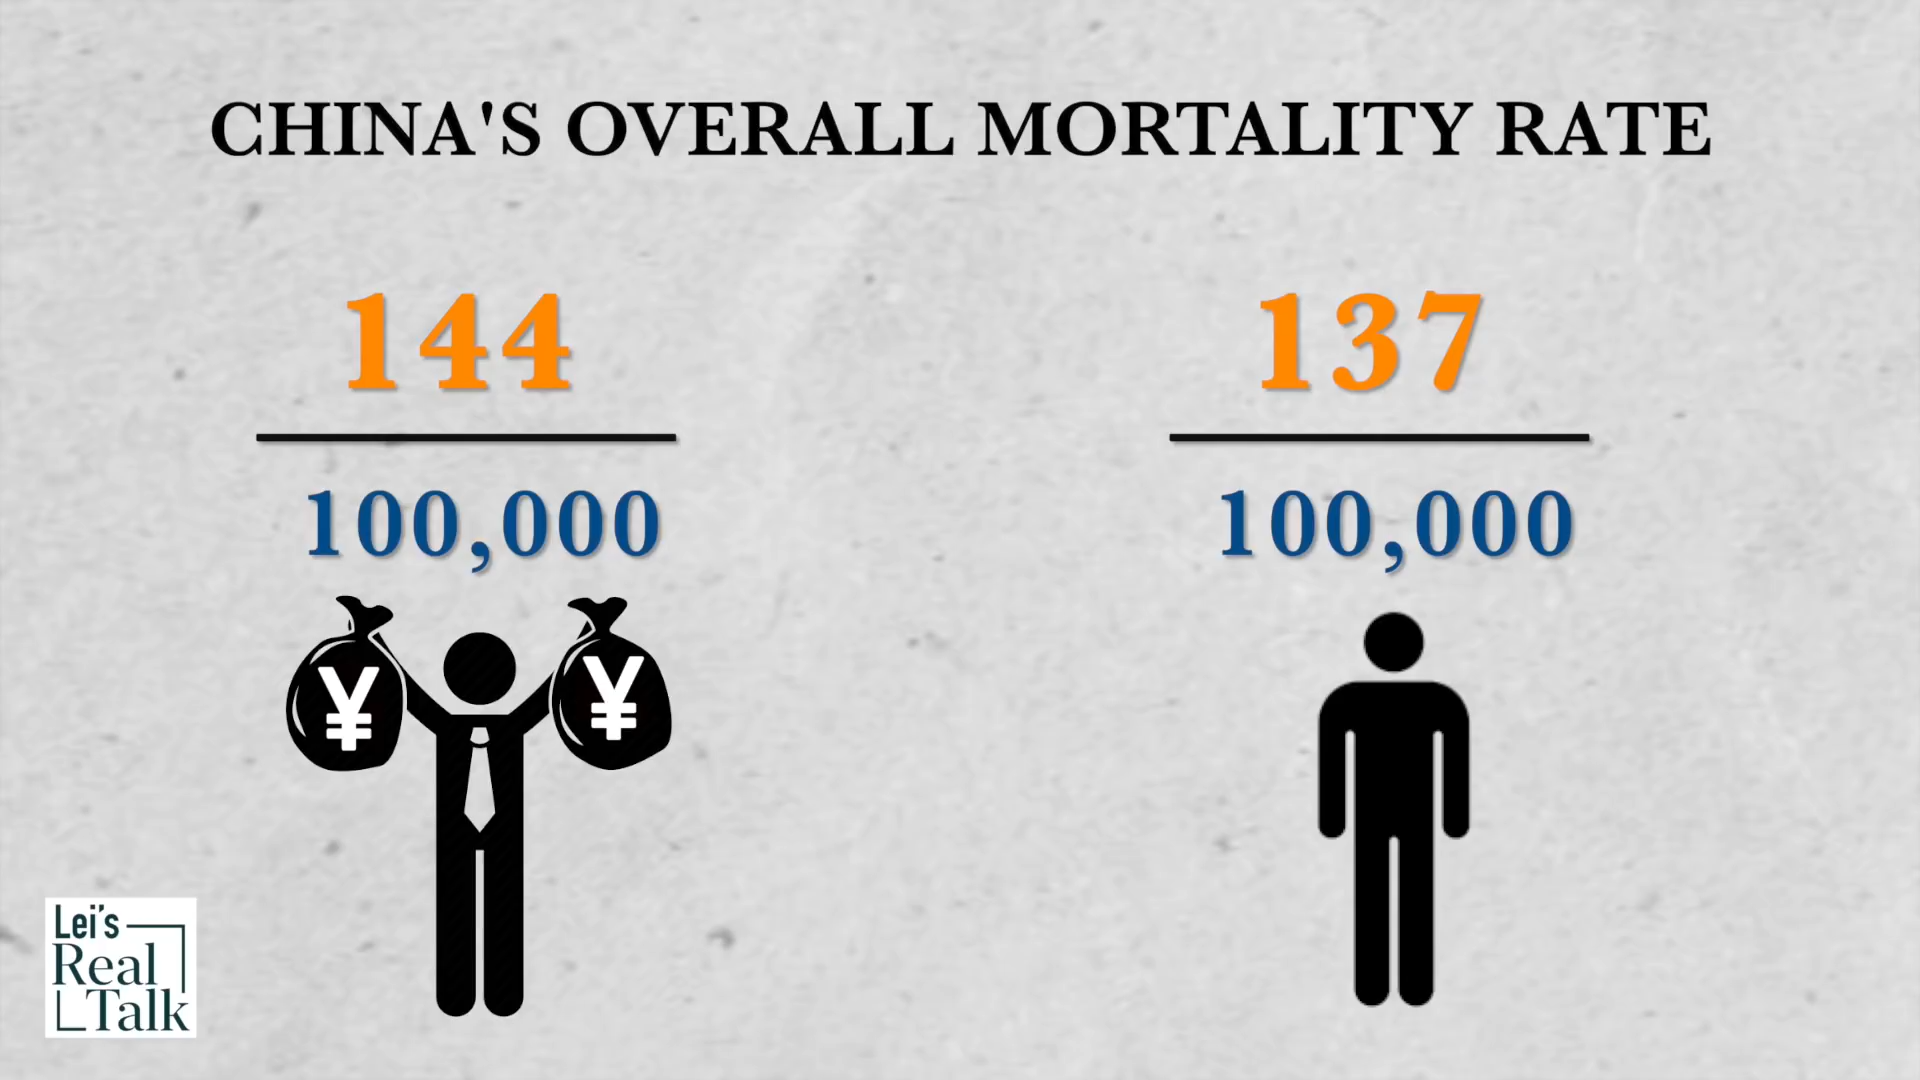 CHINA'S OVERALL MORTALITY RATE
144
100,000
137
100,000
¥ ¥
Lei's
Real
Talk